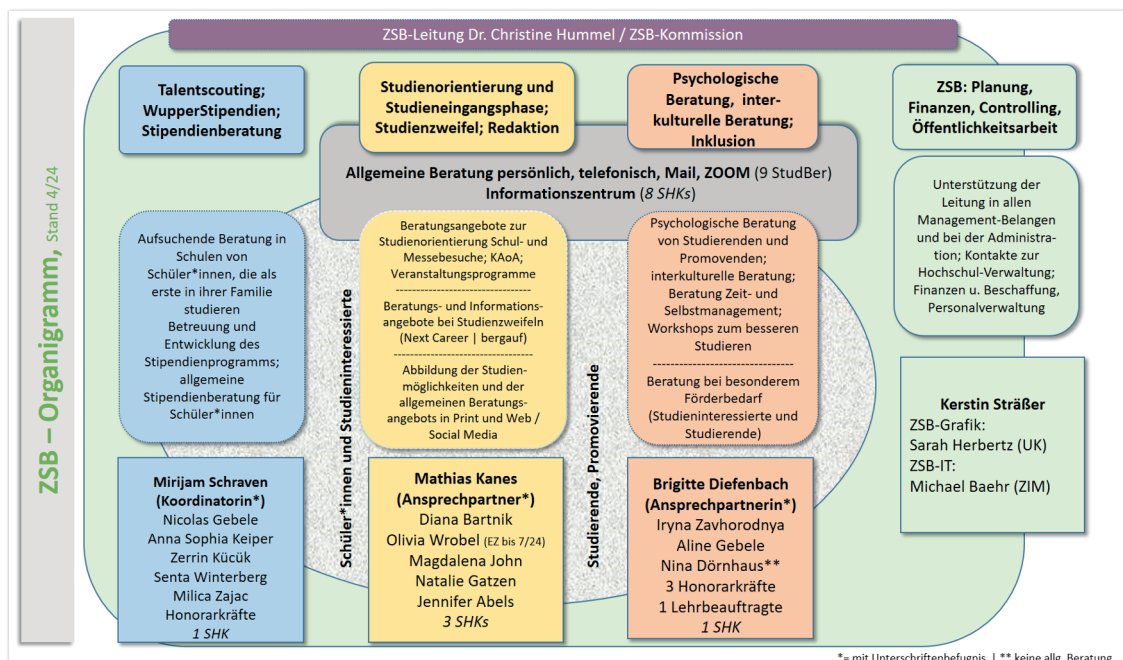 ZSB-Leitung Dr. Christine Hummel / ZSB-Kommission
ZSB – Organigramm, Stand 4/24
Talentscouting;
WupperStipendien;
Stipendienberatung
Studienorientierung und
Studieneingangsphase;
Studienzweifel; Redaktion
Psychologische
Beratung, inter-
kulturelle Beratung;
Inklusion
ZSB: Planung,
Finanzen, Controlling,
Öffentlichkeitsarbeit
Allgemeine Beratung persönlich, telefonisch, Mail, ZOOM (9 StudBer)
Informationszentrum (8 SHKs)
Aufsuchende Beratung in
Schulen von
Schüler*innen, die als
erste in ihrer Familie
studieren
Betreuung und
Entwicklung des
Stipendienprogramms;
allgemeine
Stipendienberatung für
Schüler*innen
Schüler*innen und Studieninteressierte
Beratungsangebote zur
Studienorientierung Schul- und
Messebesuche; KAoA;
Veranstaltungsprogramme
----------------------------------
Beratungs- und Informations-
angebote bei Studienzweifeln
(Next Career | bergauf)
----------------------------------
Abbildung der Studien-
möglichkeiten und der
allgemeinen Beratungs-
angebots in Print und Web /
Social Media
Studierende, Promovierende
Psychologische Beratung
von Studierenden und
Promovenden;
interkulturelle Beratung;
Beratung Zeit- und
Selbstmanagement;
Workshops zum besseren
Studieren
----------------------------------
Beratung bei besonderem
Förderbedarf
(Studieninteressierte und
Studierende)
Unterstützung der
Leitung in allen
Management-Belangen
und bei der Administra-
tion; Kontakte zur
Hochschul-Verwaltung;
Finanzen u. Beschaffung,
Personalverwaltung
Mirijam Schraven
(Koordinatorin*)
Nicolas Gebele
Anna Sophia Keiper
Zerrin Kücük
Senta Winterberg
Milica Zajac
Honorarkräfte
1 SHK
Mathias Kanes
(Ansprechpartner*)
Diana Bartnik
Olivia Wrobel (EZ bis 7/24)
Magdalena John
Natalie Gatzen
Jennifer Abels
3 SHKs
Brigitte Diefenbach
(Ansprechpartnerin*)
Iryna Zavhorodnya
Aline Gebele
Nina Dörnhaus**
3 Honorarkräfte
1 Lehrbeauftragte
1 SHK
Kerstin Sträßer
ZSB-Grafik:
Sarah Herbertz (UK)
ZSB-IT:
Michael Baehr (ZIM)
*= mit Unterschriftenbefugnis | ** keine allg. Beratung